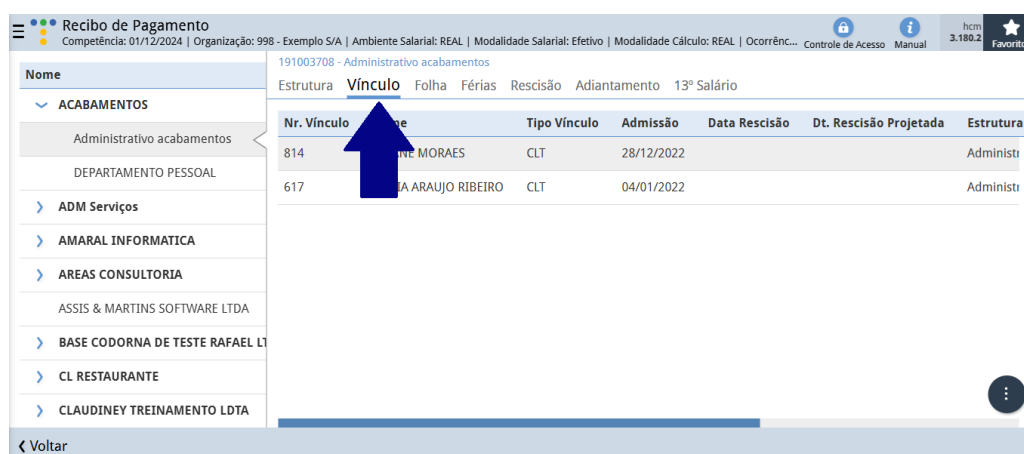 Recibo de Pagamento
Competência: 01/12/2024 | Organização: 998 - Exemplo S/A | Ambiente Salarial: REAL | Modalidade Salarial: Efetivo | Modalidade Cálculo: REAL | Ocorrênc...
Controle de Acesso
Manual
hcm
3.180.2
Favorito
Nome
ACABAMENTOS
Administrativo acabamentos
DEPARTAMENTO PESSOAL
ADM Serviços
AMARAL INFORMATICA
AREAS CONSULTORIA
ASSIS & MARTINS SOFTWARE LTDA
BASE CODORNA DE TESTE RAFAEL LT
CL RESTAURANTE
CLAUDINEY TREINAMENTO LDTA
191003708 - Administrativo acabamentos
Estrutura Vínculo Folha Férias Rescisão Adiantamento 13º Salário
Nr. Vínculo Tipo Vínculo Admissão Data Rescisão Dt. Rescisão Projetada Estrutura
814 MORAES CLT 28/12/2022 Administr
617 ARAUJO RIBEIRO CLT 04/01/2022 Administr
Voltar